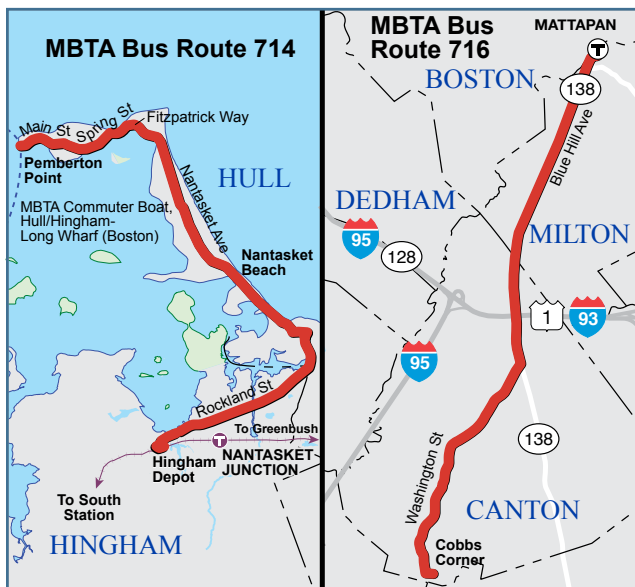 MBTA Bus Route 714
Main St
Spring St
Fitzpatrick Way
Pemberton
Point
HULL
MBTA Commuter Boat,
Hull/Hingham-
Long Wharf (Boston)
Nantasket Ave
Nantasket
Beach
Rockland St
To Greenbush
T
NANTASKET
JUNCTION
Hingham
Depot
To South
Station
HINGHAM
MBTA Bus
Route 716
MATTAPAN
T
BOSTON
138
Blue Hill Ave
DEDHAM
95
128
MILTON
1
93
95
138
Washington St
CANTON
Cobbs
Corner